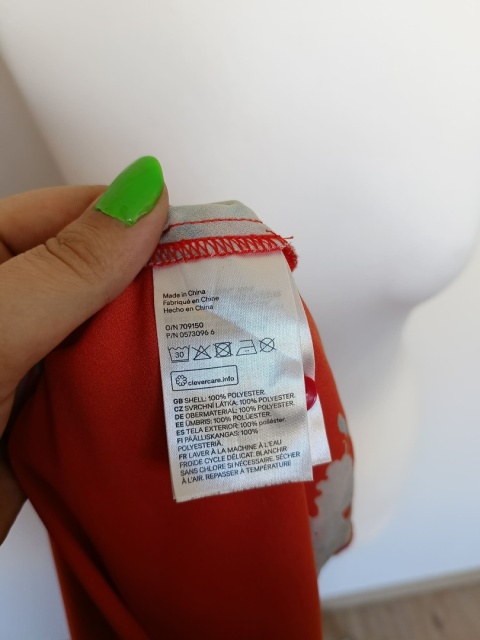 Made in China
Fabriqué en Chine
Hecho en China
O/N 709150
P/N 0573096 6
30
clevercare.info
GB SHELL: 100% POLYESTER.
CZ SVRCHNÍ LÁTKA: 100% POLYESTER.
DE OBERMATERIAL: 100% POLYESTER.
EE ÜMBRIS: 100% POLÜESTER.
ES TELA EXTERIOR: 100% poliéster.
FI PÄÄLLISKANGAS: 100%
POLYESTERIÄ.
FR LAVER À LA MACHINE À L'EAU
FROIDE CYCLE DÉLICAT. BLANCHIR
SANS CHLORE SI NÉCESSAIRE. SÉCHER
À L'AIR. REPASSER À TEMPÉRATURE